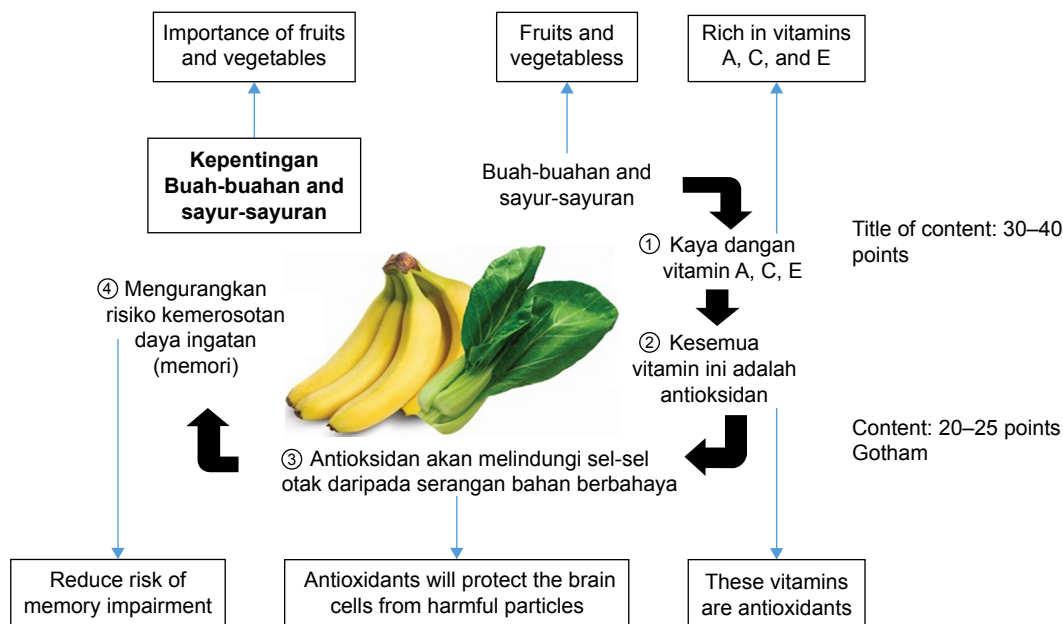 Importance of fruits
and vegetables
Fruits and
vegetabless
Rich in vitamins
A, C, and E
Kepentingan
Buah-buahan and
sayur-sayuran
Buah-buahan and
sayur-sayuran
① Kaya dangan
vitamin A, C, E
Title of content: 30–40
points
④ Mengurangkan
risiko kemerosotan
daya ingatan
(memori)
② Kesemua
vitamin ini adalah
antioksidan
Content: 20–25 points
Gotham
③ Antioksidan akan melindungi sel-sel
otak daripada serangan bahan berbahaya
Reduce risk of
memory impairment
Antioxidants will protect the brain
cells from harmful particles
These vitamins
are antioxidants